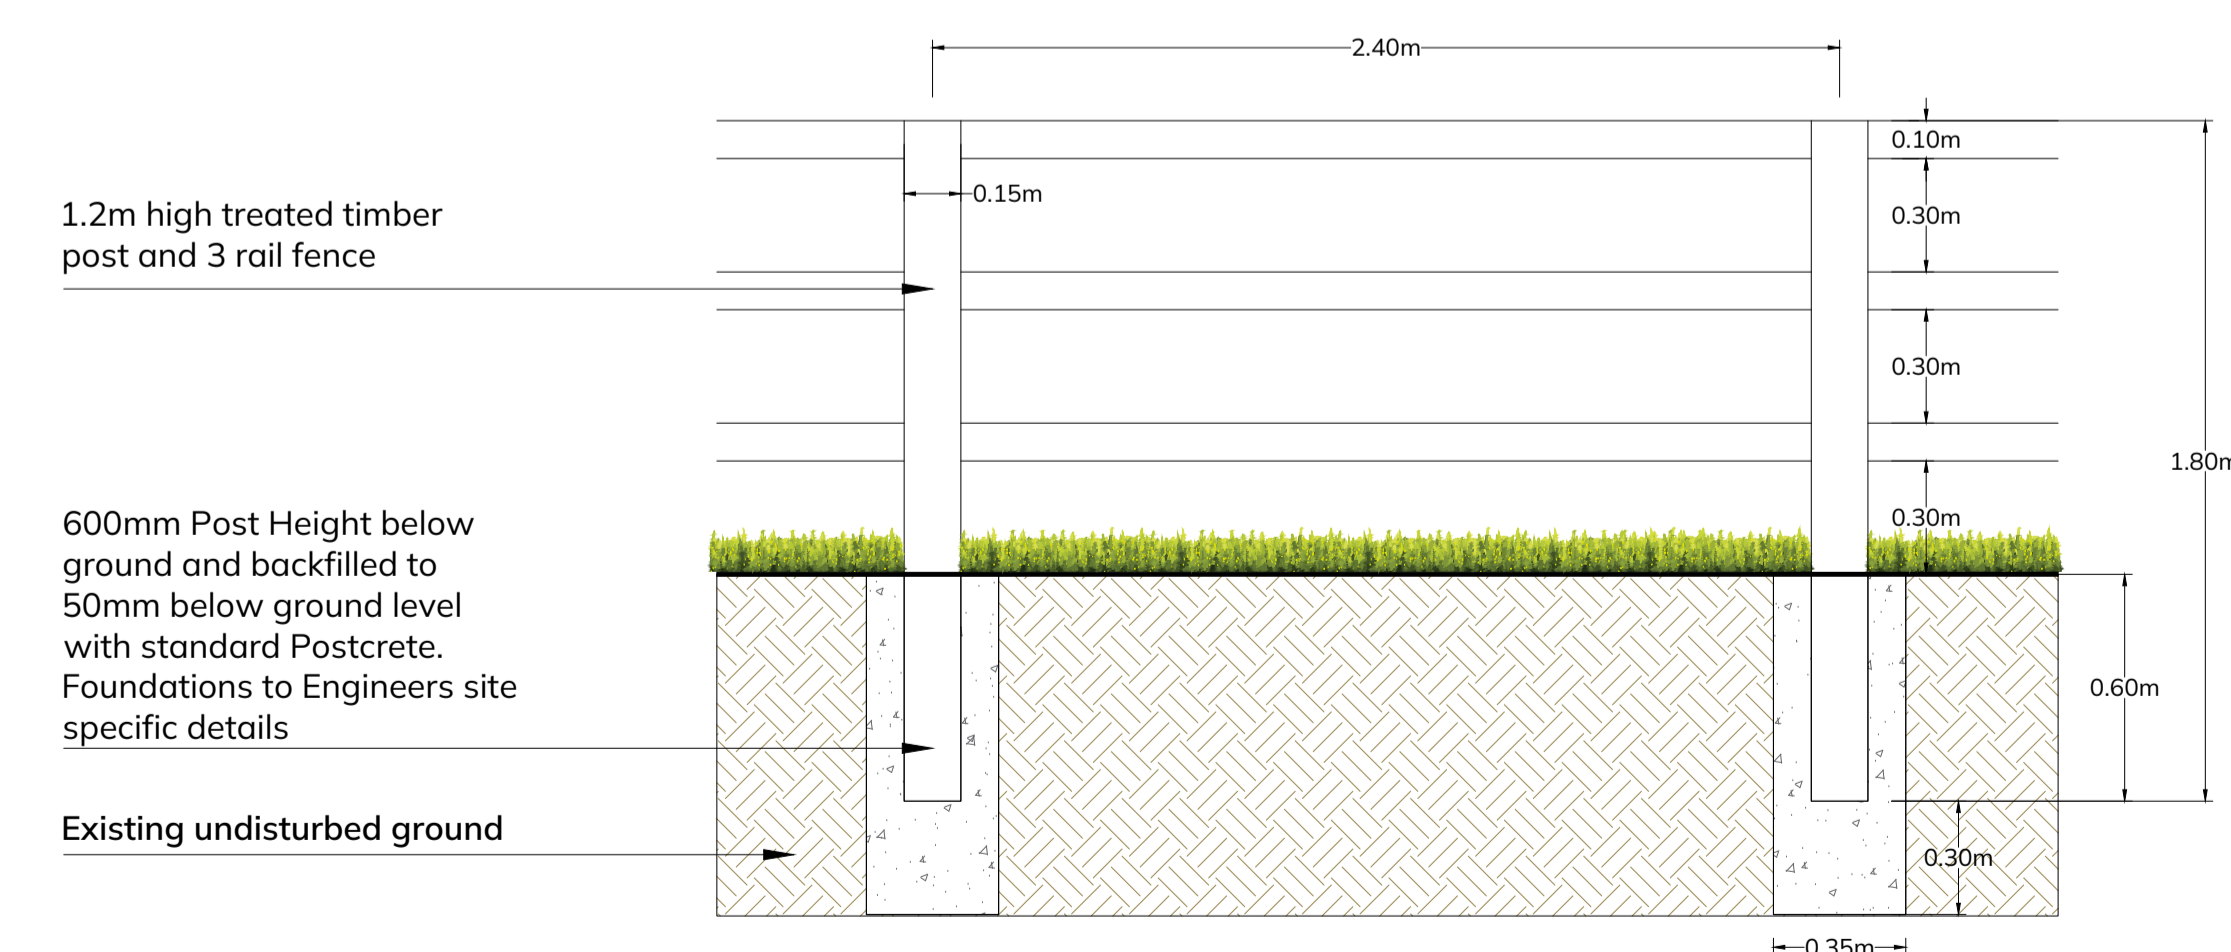 2.40m
0.10m
0.15m
0.30m
1.2m high treated timber
post and 3 rail fence
0.30m
1.80m
0.30m
600mm Post Height below
ground and backfilled to
50mm below ground level
with standard Postcrete.
Foundations to Engineers site
specific details
0.60m
Existing undisturbed ground
0.30m
0.35m